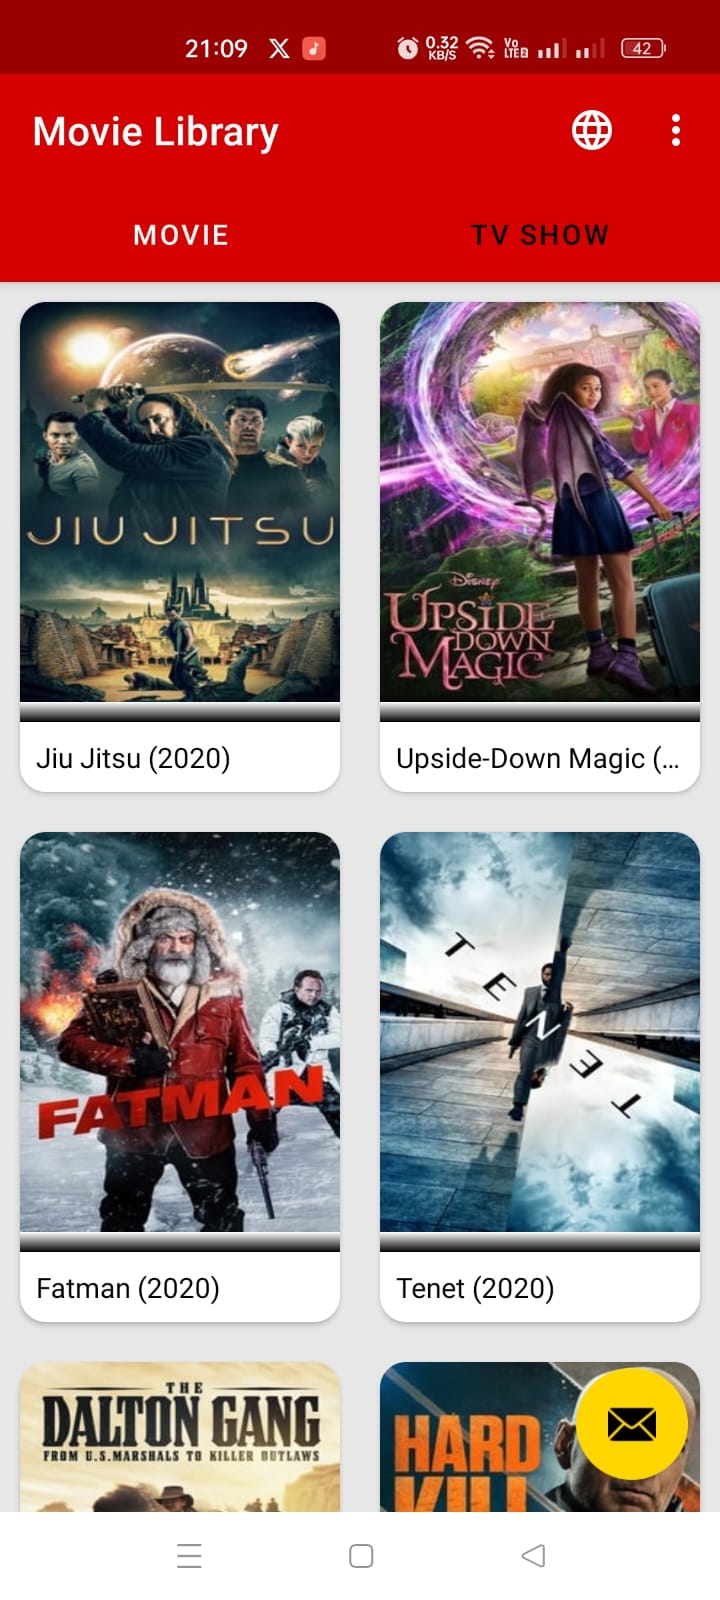 21:09
0.32
KB/S
Vo
LTE2
42
Movie Library
MOVIE
TV SHOW
JIU JITSU
Disney
UPSIDE
DOWN
MAGIC
Jiu Jitsu (2020)
Upside-Down Magic (...
FATMAN
TENET
Fatman (2020)
Tenet (2020)
THE
DALTON GANG
FROM U.S.MARSHALS TO KILLER OUTLAWS
HARD
KILL